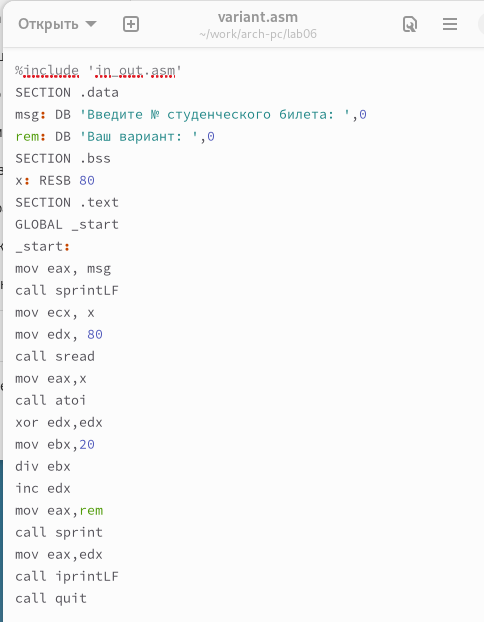 Открыть
variant.asm
~/work/arch-pc/lab06
%include 'in_out.asm'
SECTION .data
msg: DB 'Введите № студенческого билета: ',0
rem: DB 'Ваш вариант: ',0
SECTION .bss
x: RESB 80
SECTION .text
GLOBAL _start
_start:
mov eax, msg
call sprintLF
mov ecx, x
mov edx, 80
call sread
mov eax,x
call atoi
xor edx,edx
mov ebx,20
div ebx
inc edx
mov eax,rem
call sprint
mov eax,edx
call iprintLF
call quit